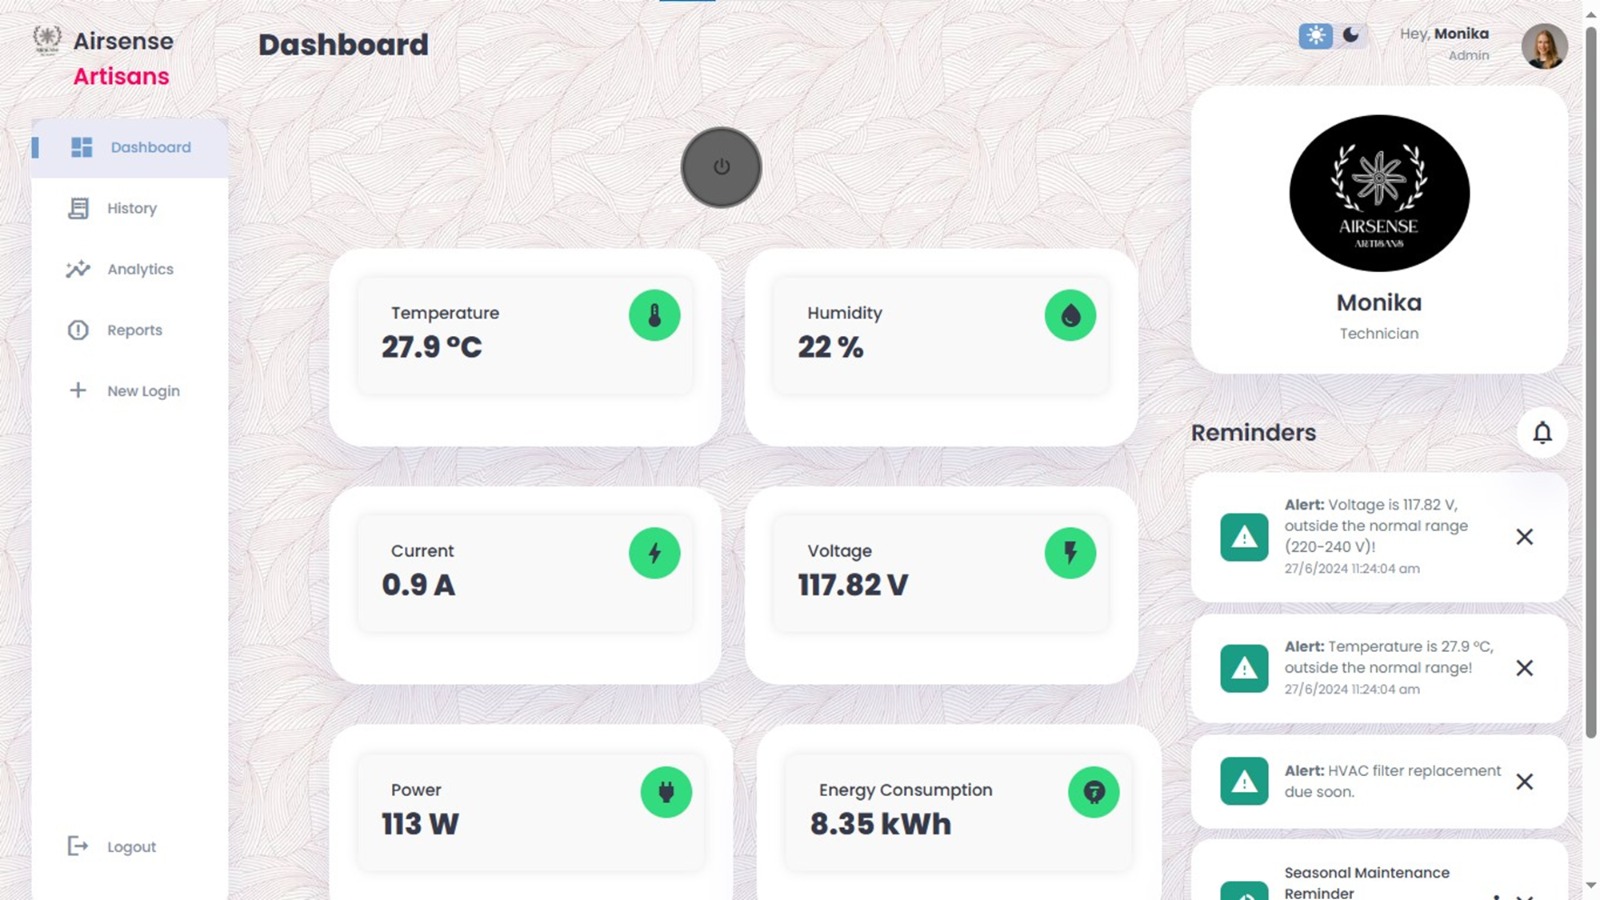 Airsense
Artisans
Dashboard
Hey, Monika
Admin
Dashboard
History
Analytics
Reports
New Login
Logout
Temperature
27.9 °C
Humidity
22 %
Current
0.9 A
Voltage
117.82 V
Power
113 W
Energy Consumption
8.35 kWh
AIRSENSE
ARTISANS
Monika
Technician
Reminders
Alert: Voltage is 117.82 V,
outside the normal range
(220-240 V)!
27/6/2024 11:24:04 am
Alert: Temperature is 27.9 °C,
outside the normal range!
27/6/2024 11:24:04 am
Alert: HVAC filter replacement
due soon.
Seasonal Maintenance
Reminder